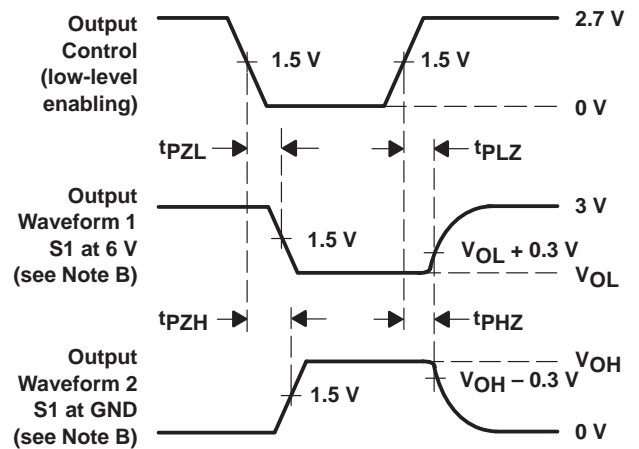 Output
Control
(low-level
enabling)
2.7 V
1.5 V
1.5 V
0 V
tPZL
tPLZ
Output
Waveform 1
S1 at 6 V
(see Note B)
3 V
1.5 V
VOL + 0.3 V
VOL
tPZH
tPHZ
Output
Waveform 2
S1 at GND
(see Note B)
VOH
1.5 V
VOH – 0.3 V
0 V